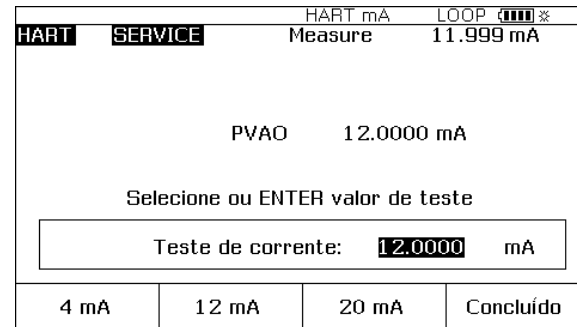 HART mA LOOP
HART SERVICE Measure 11.999 mA
PVAO 12.0000 mA
Selecione ou ENTER valor de teste
Teste de corrente: 12.0000 mA
4 mA 12 mA 20 mA Concluído